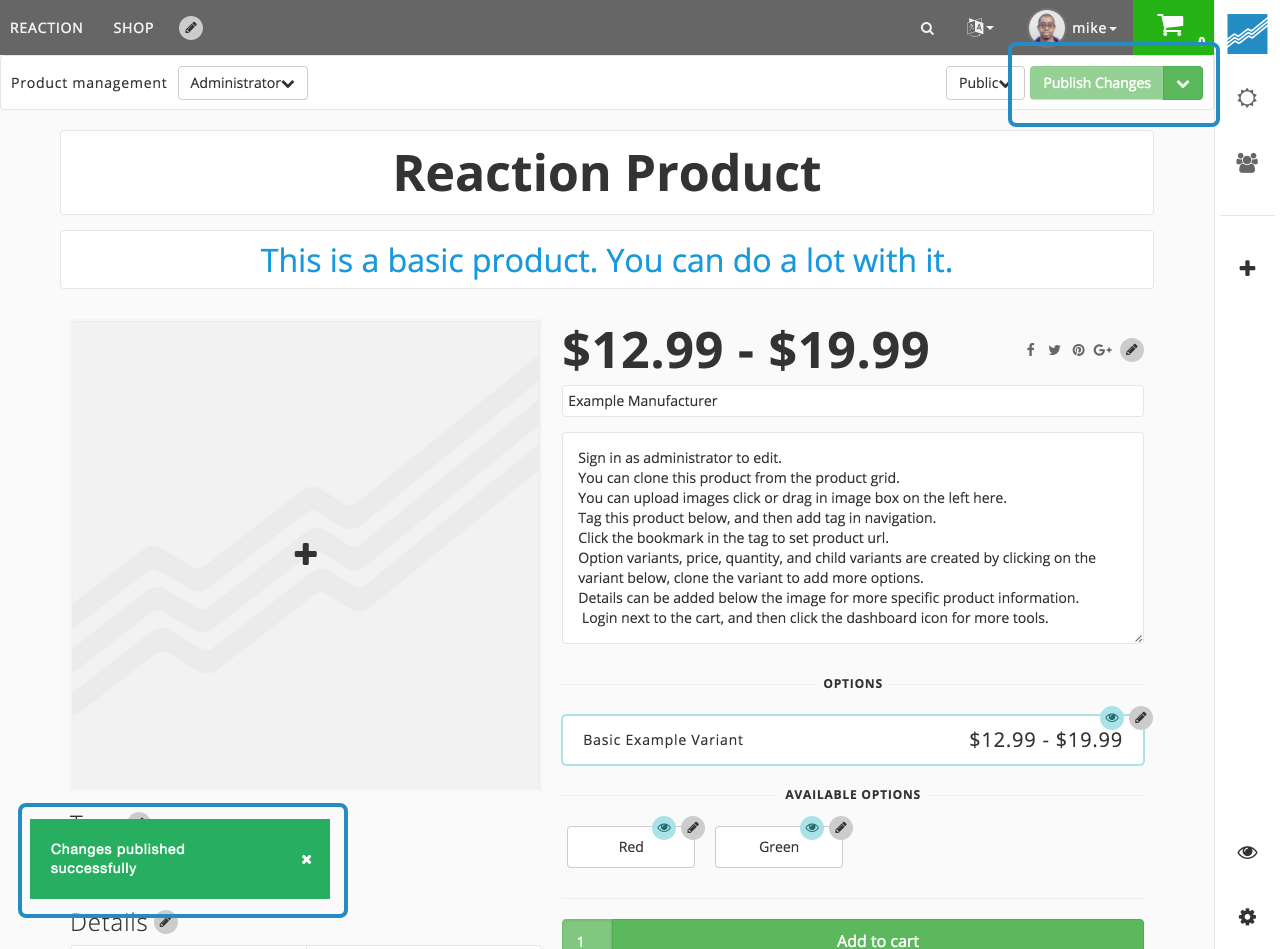 REACTION SHOP mike
Product management Administrator Public Publish Changes
Reaction Product
This is a basic product. You can do a lot with it.
$12.99 - $19.99
Example Manufacturer
Sign in as administrator to edit.
You can clone this product from the product grid.
You can upload images click or drag in image box on the left here.
Tag this product below, and then add tag in navigation.
Click the bookmark in the tag to set product url.
Option variants, price, quantity, and child variants are created by clicking on the
variant below, clone the variant to add more options.
Details can be added below the image for more specific product information.
Login next to the cart, and then click the dashboard icon for more tools.
OPTIONS
Basic Example Variant $12.99 - $19.99
AVAILABLE OPTIONS
Red Green
Changes published
successfully
Details
1 Add to cart